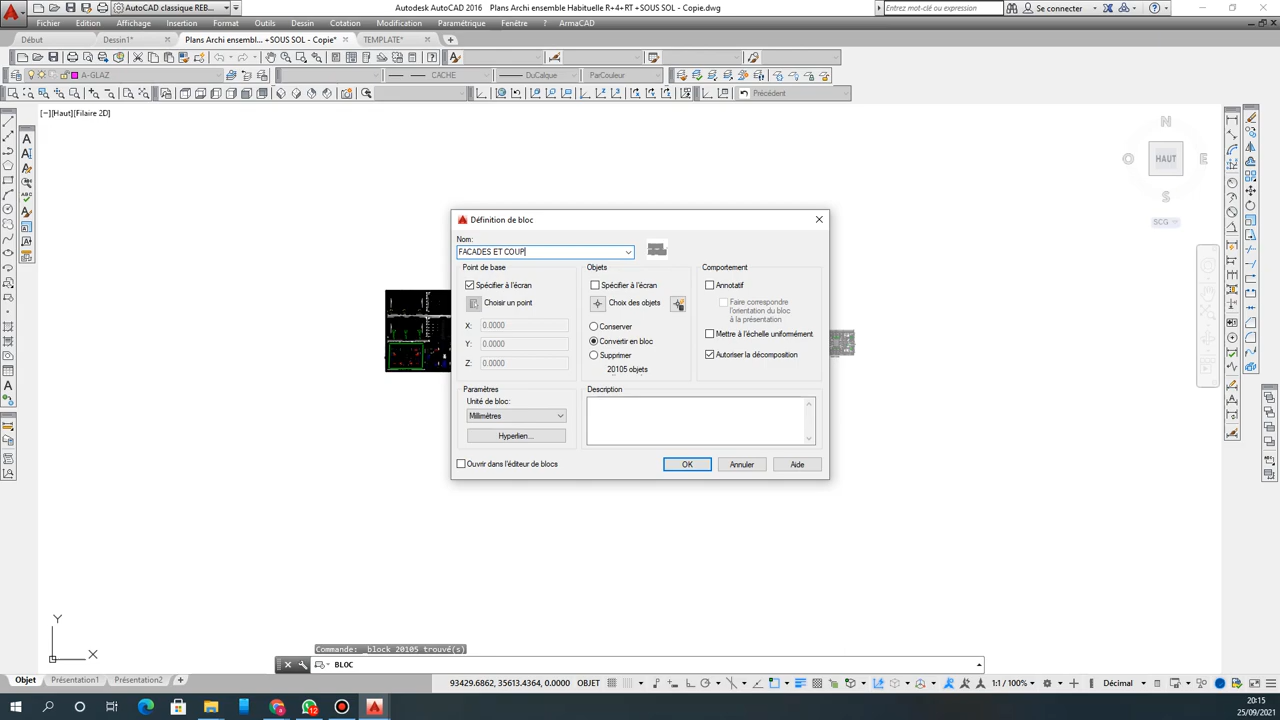 AutoCAD classique REB...
Autodesk AutoCAD 2016
Plans Archi ensemble Habituelle R+4+RT +SOUS SOL - Copie.dwg
Entrez mot-clé ou expression
Se connecter
Fichier Edition Affichage Insertion Format Outils Dessin Cotation Modification Paramétrique Fenêtre ? ArmaCAD
Début Dessin1* Plans Archi ensembl... +SOUS SOL - Copie* TEMPLATE*
A-GLAZ CACHE DuCalque ParCouleur
Précédent
[−][Haut][Filaire 2D]
N
O HAUT E
S
SCG
Définition de bloc
Nom:
FACADES ET COUP
Point de base Objets Comportement
Spécifier à l'écran Spécifier à l'écran Annotatif
Choisir un point Choix des objets Faire correspondre
l'orientation du bloc
à la présentation
X: 0.0000 Conserver
Mettre à l'échelle uniformément
Y: 0.0000 Convertir en bloc
Z: 0.0000 Supprimer Autoriser la décomposition
20105 objets
Paramètres Description
Unité de bloc:
Millimètres
Hyperlien...
Ouvrir dans l'éditeur de blocs OK Annuler Aide
Y
X
Commande: _block 20105 trouvé(s)
BLOC
Objet Présentation1 Présentation2 +
93429.6862, 35613.4364, 0.0000 OBJET 1:1 / 100% Décimal
12
20:15
25/09/2021